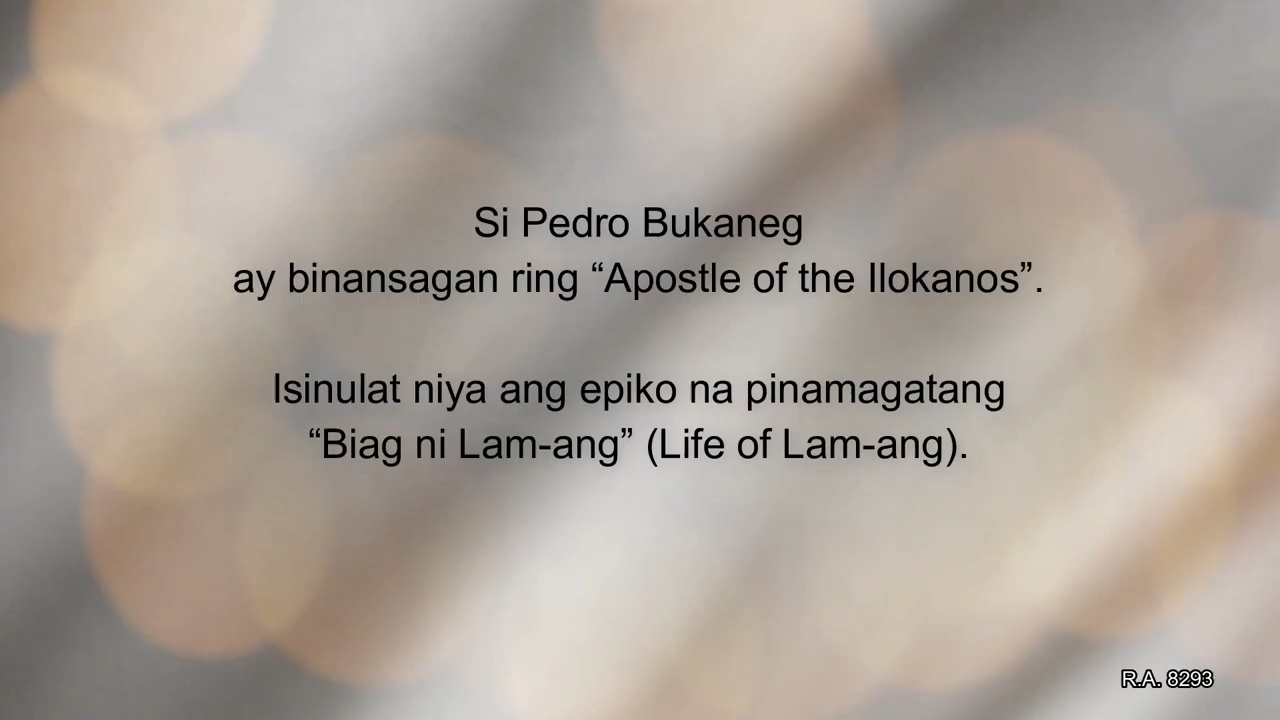 Si Pedro Bukaneg
ay binansagan ring “Apostle of the Ilokanos”.
Isinulat niya ang epiko na pinamagatang
“Biag ni Lam-ang” (Life of Lam-ang).
R.A. 8293